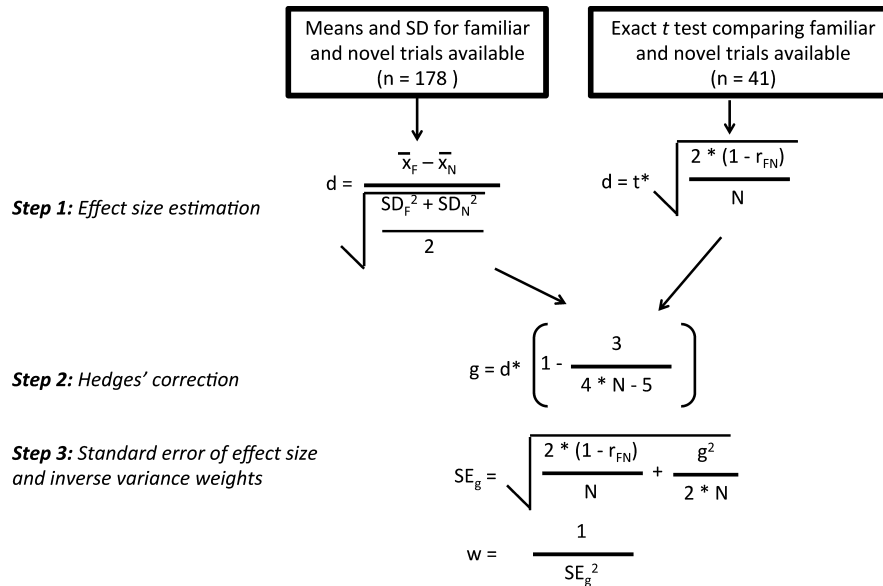 Means and SD for familiar
and novel trials available
(n = 178 )
Exact t test comparing familiar
and novel trials available
(n = 41)
Step 1: Effect size estimation
d =
x̅F – x̅N
SDF² + SDN²
2
d = t*
2 * (1 - rFN)
N
Step 2: Hedges’ correction
g = d*
1 -
3
4 * N - 5
Step 3: Standard error of effect size
and inverse variance weights
SEg =
2 * (1 - rFN)
N
+
g²
2 * N
w =
1
SEg²